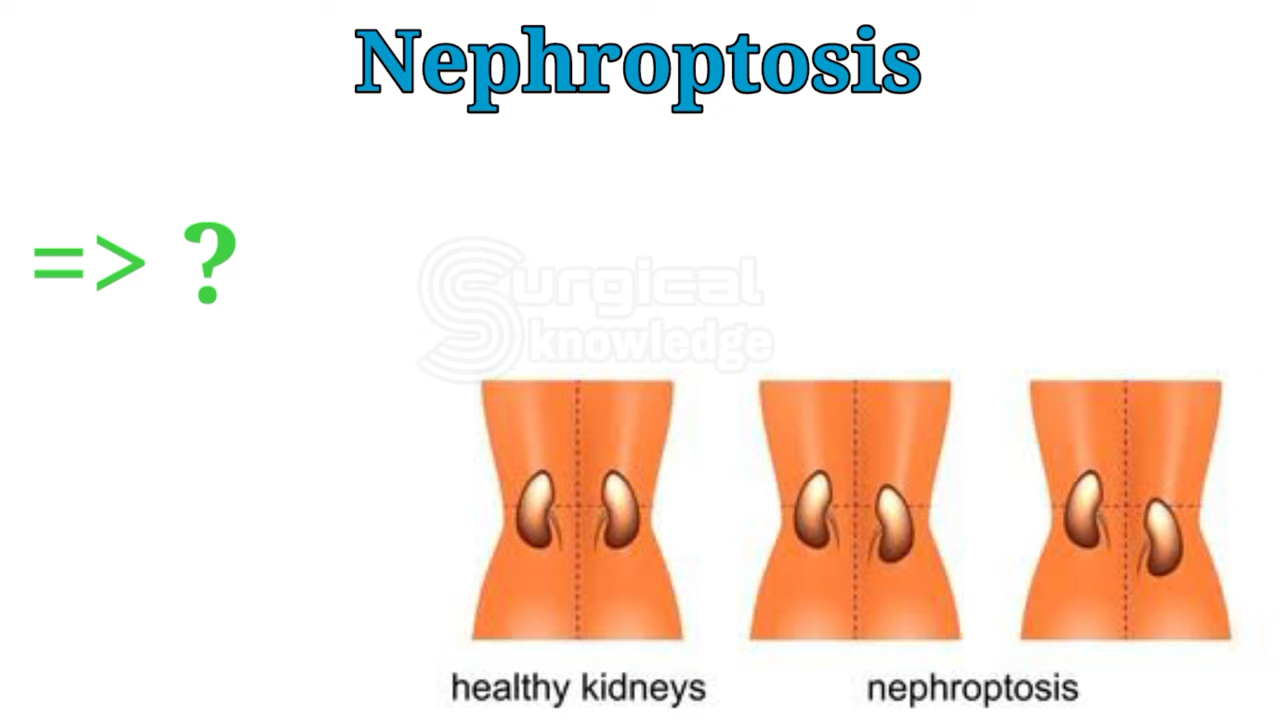 Nephroptosis
=> ?
Surgical
knowledge
healthy kidneys
nephroptosis